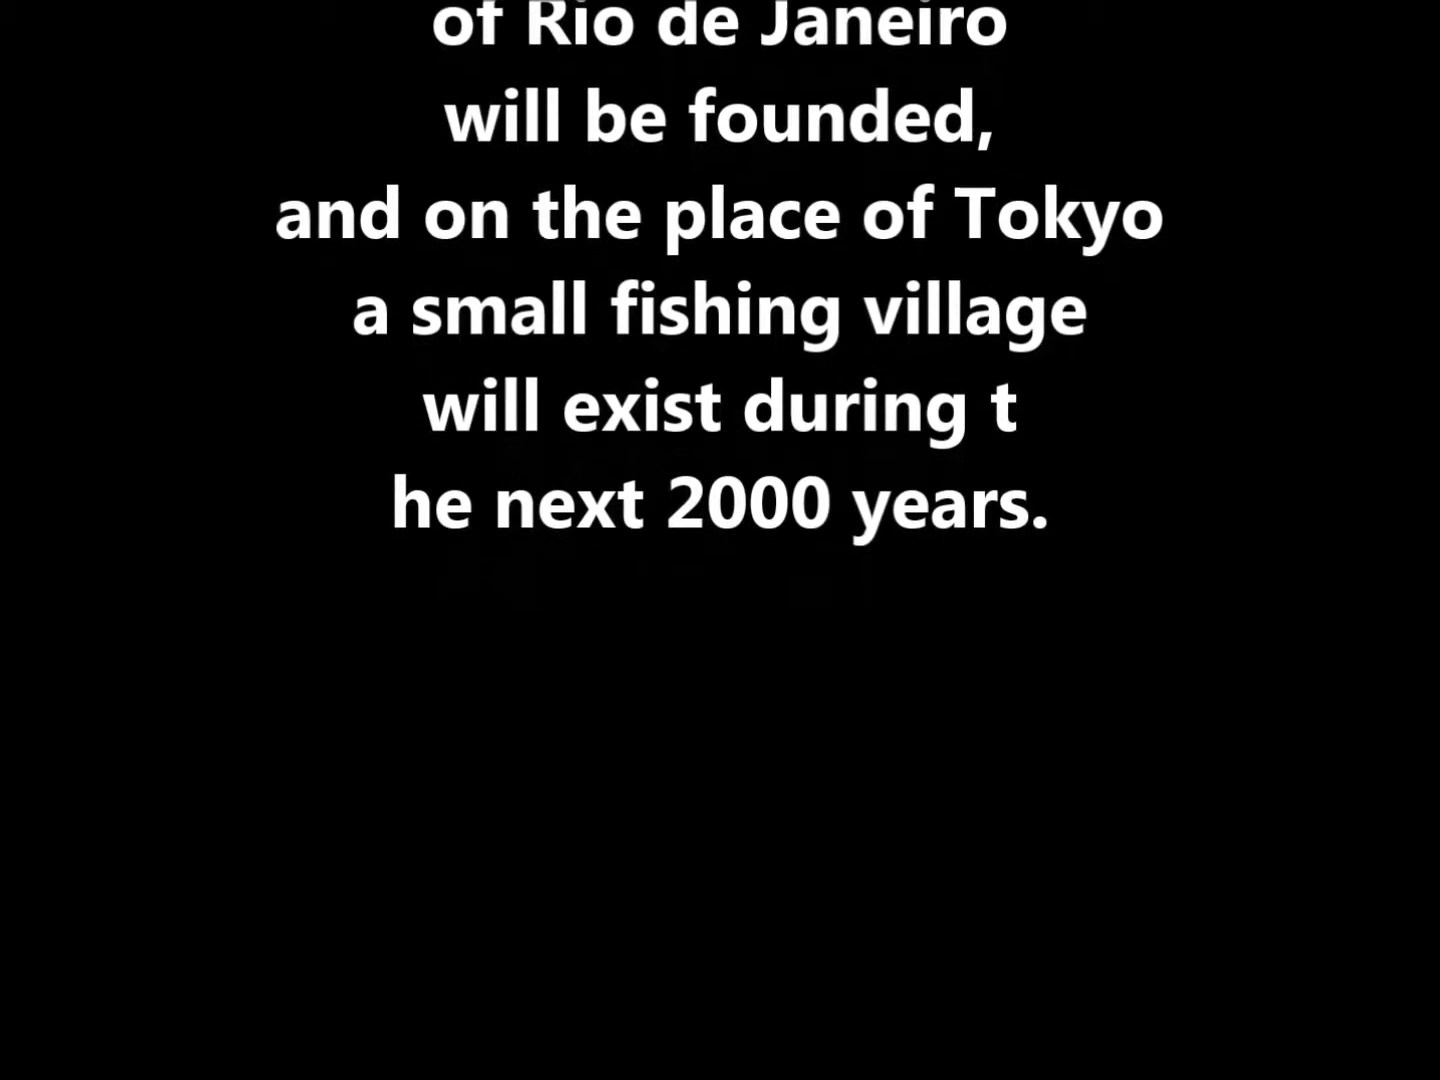 of Rio de Janeiro
will be founded,
and on the place of Tokyo
a small fishing village
will exist during t
he next 2000 years.